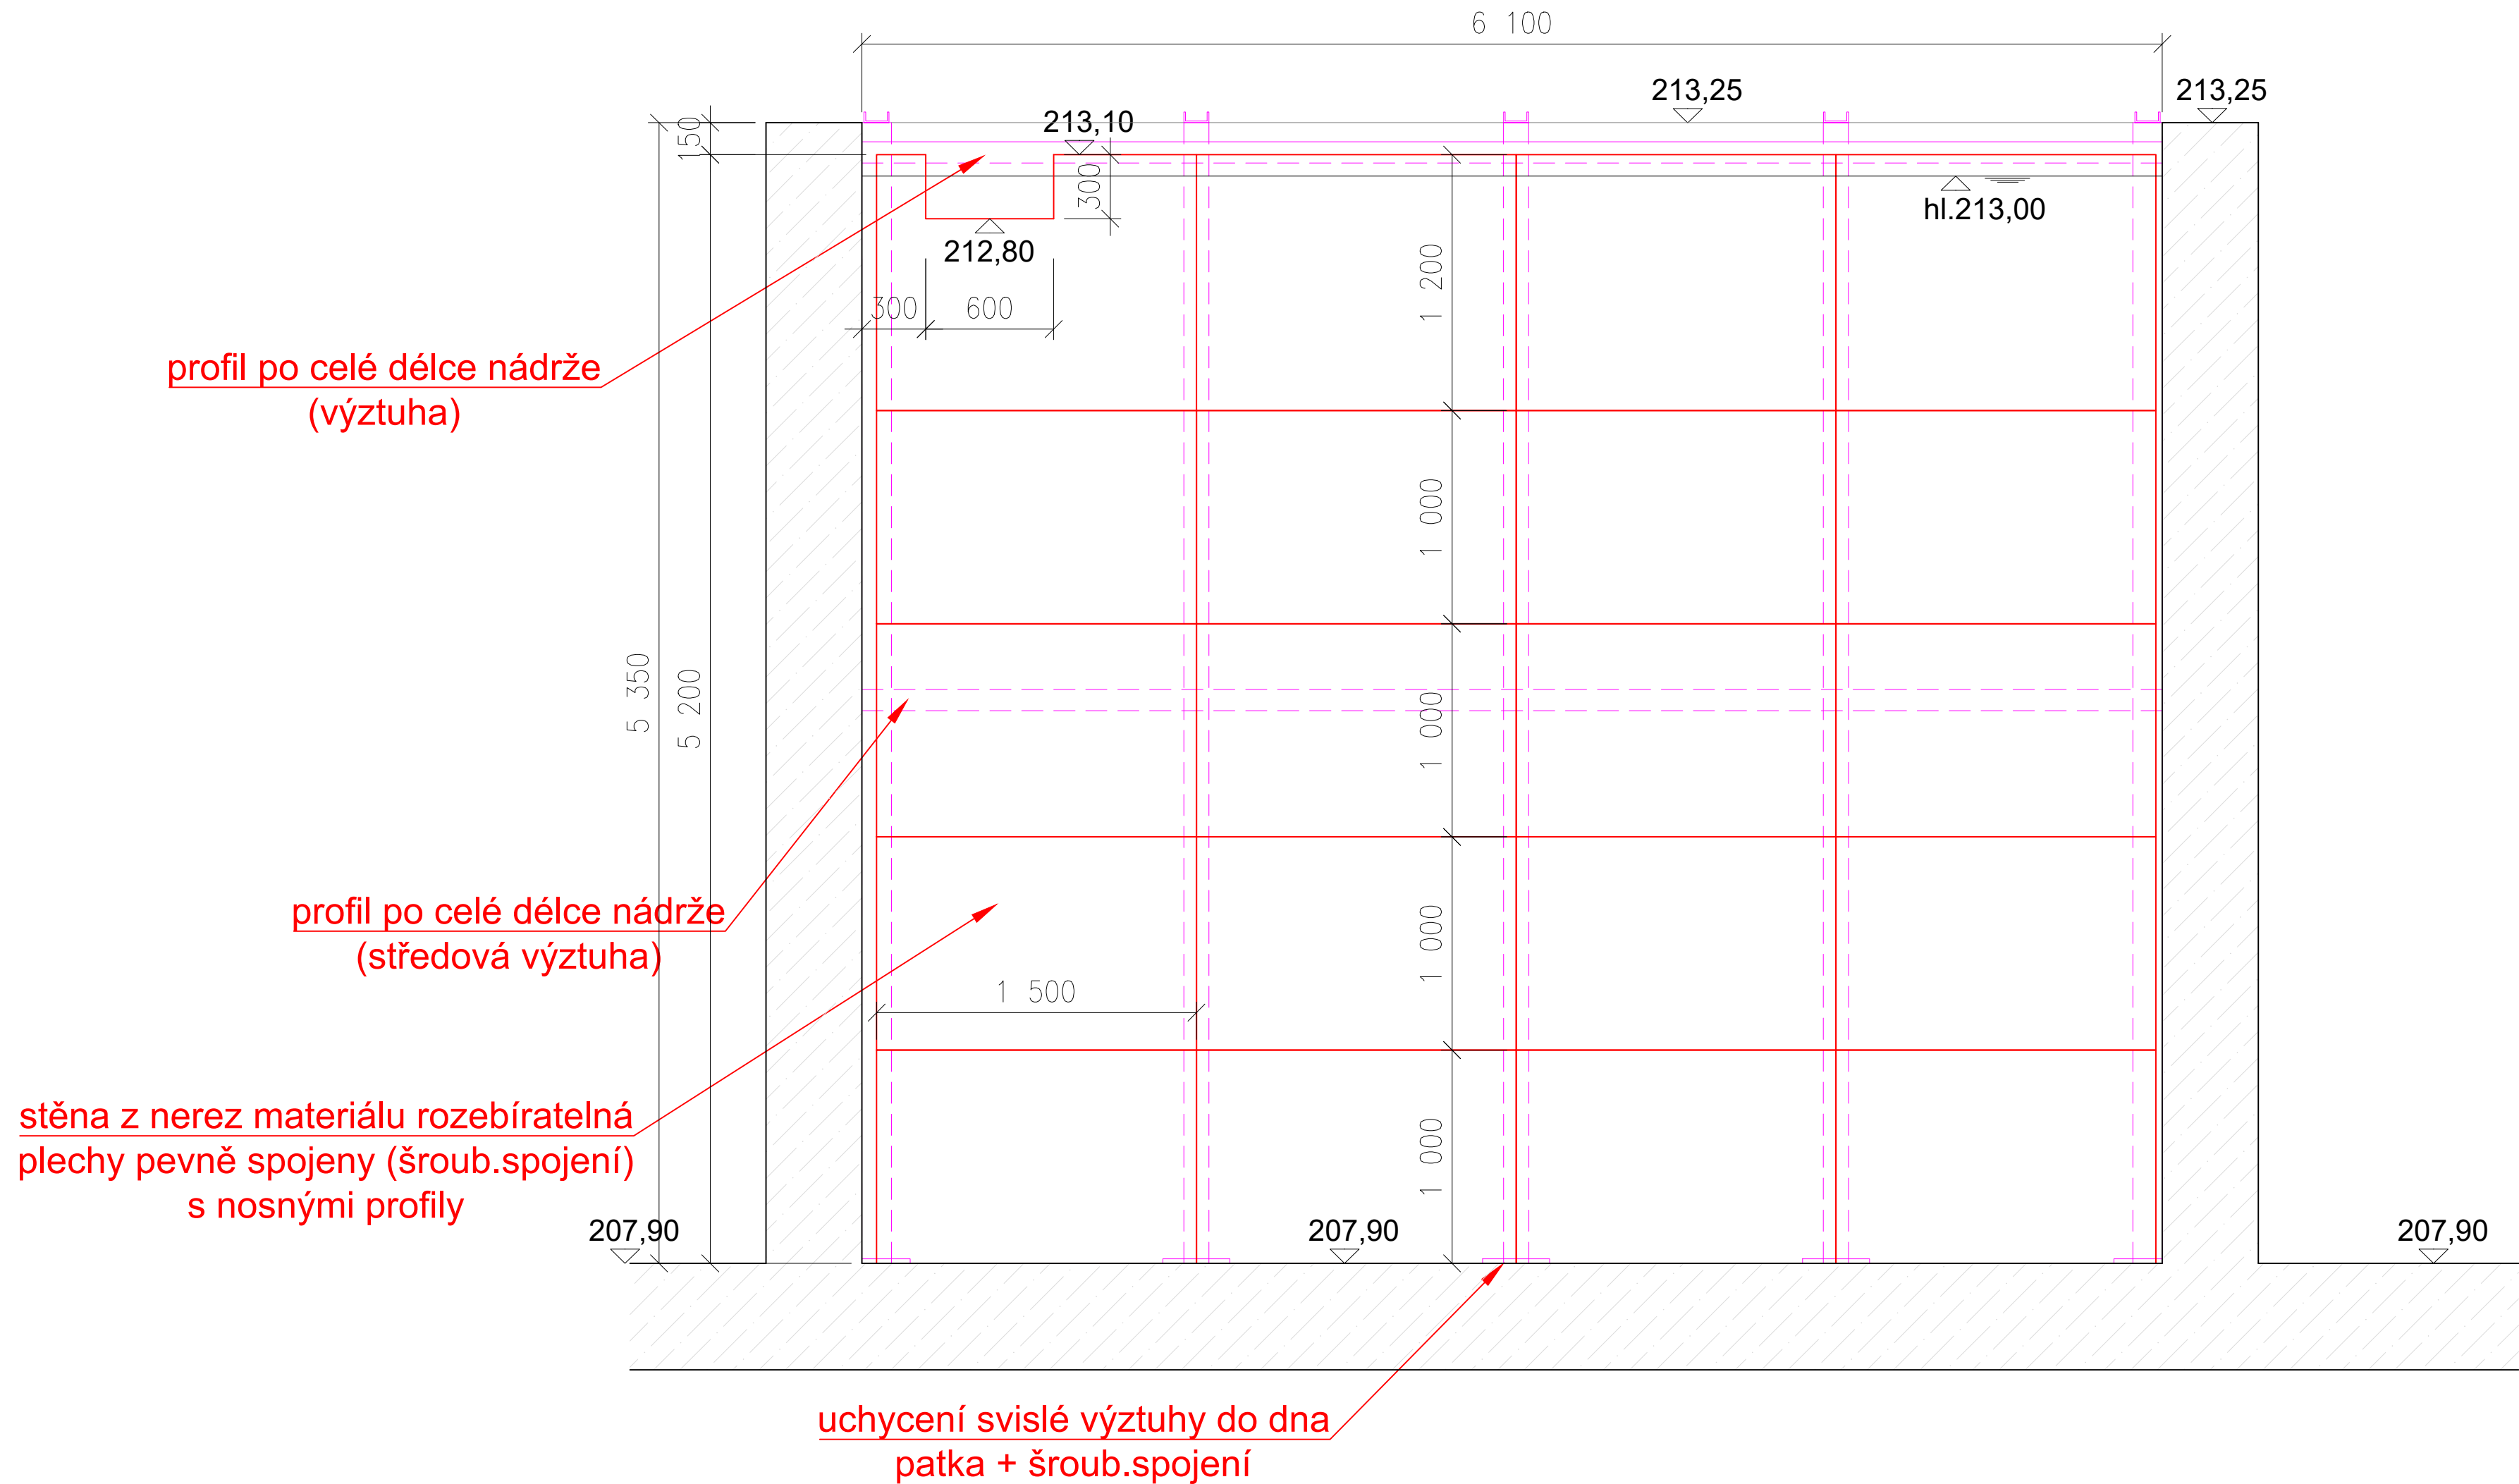 6 100
213,25
213,25
213,10
150
300
hl.213,00
212,80
300
600
1 200
profil po celé délce nádrže
(výztuha)
1 000
5 350
5 200
1 000
profil po celé délce nádrže
(středová výztuha)
1 000
1 500
stěna z nerez materiálu rozebíratelná
plechy pevně spojeny (šroub.spojení)
s nosnými profily
1 000
207,90
207,90
207,90
uchycení svislé výztuhy do dna
patka + šroub.spojení